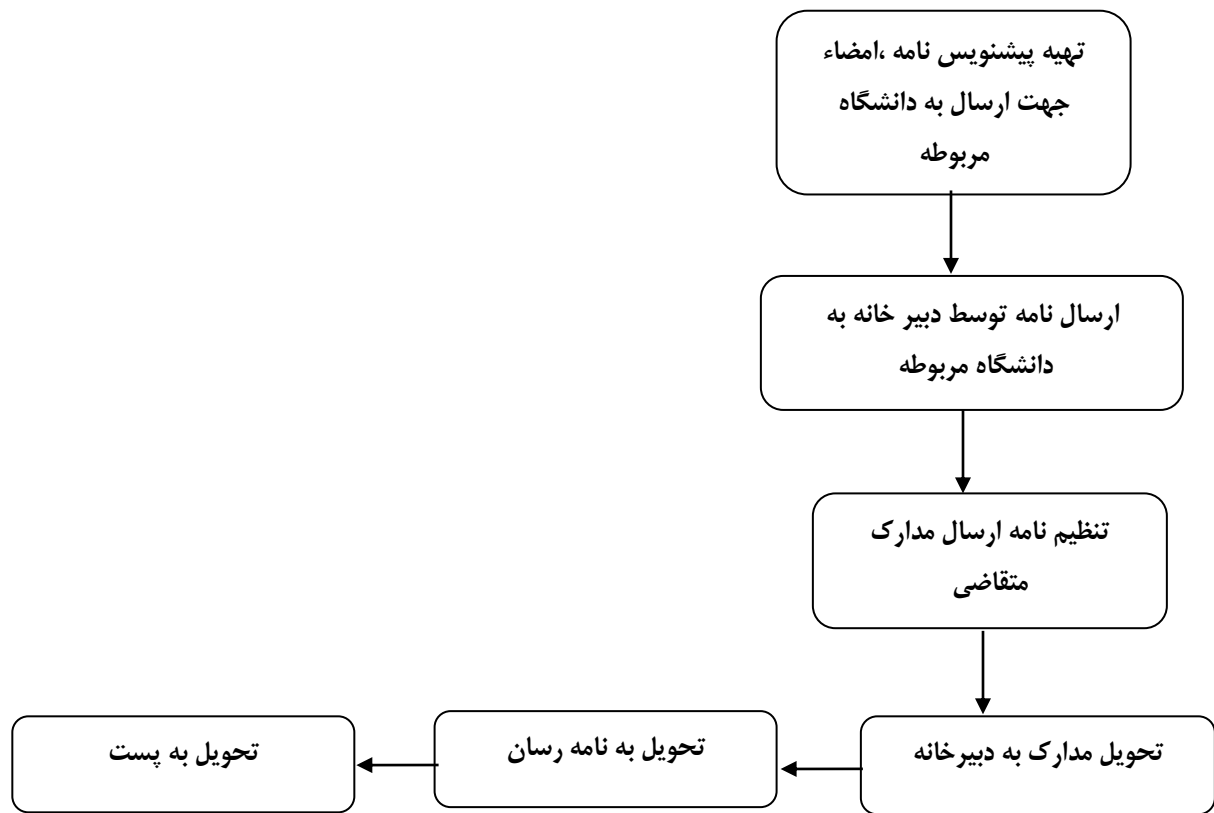 تهیه پیشنویس نامه ،امضاء
جهت ارسال به دانشگاه
مربوطه
ارسال نامه توسط دبیر خانه به
دانشگاه مربوطه
تنظیم نامه ارسال مدارک
متقاضی
تحویل مدارک به دبیرخانه
تحویل به نامه رسان
تحویل به پست